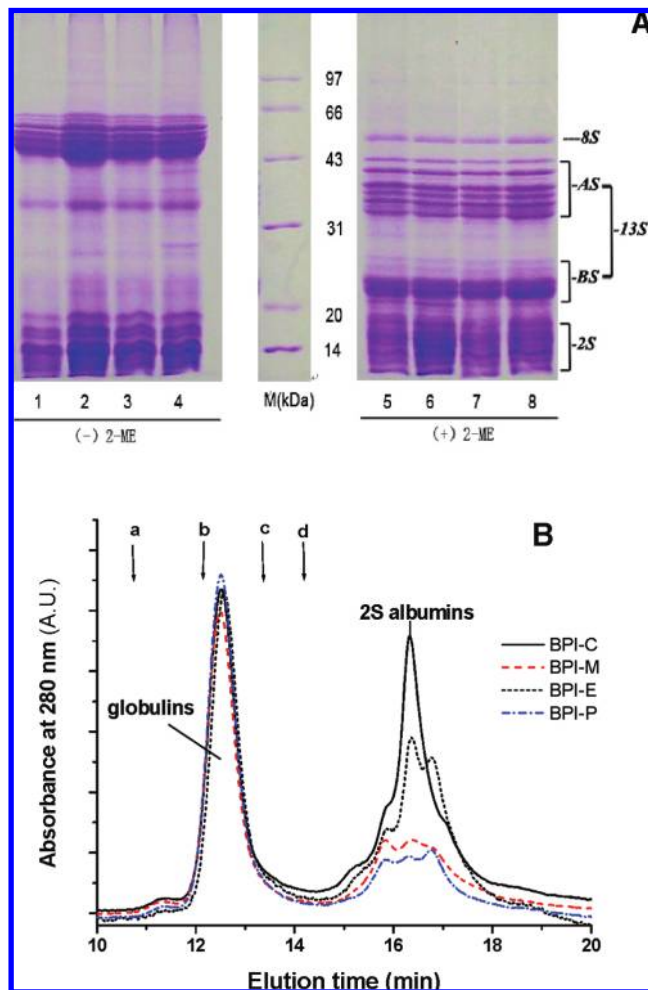 A
97
66
43
31
20
14
----8S
-AS
-13S
-BS
-2S
1 2 3 4 M(kDa) 5 6 7 8
(-) 2-ME (+) 2-ME
B
a b c d
2S albumins
globulins
BPI-C
BPI-M
BPI-E
BPI-P
Absorbance at 280 nm (A.U.)
10 12 14 16 18 20
Elution time (min)